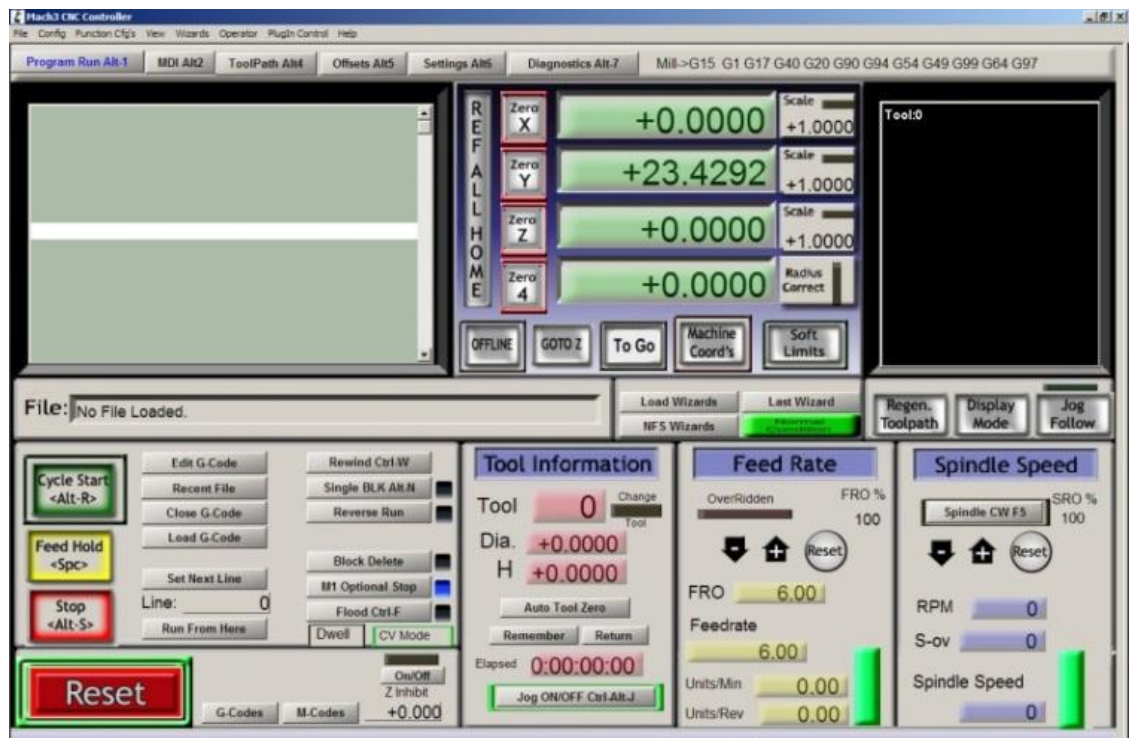 Mach3 CNC Controller
File Config Function Cfg's View Wizards Operator PlugIn Control Help
Program Run Alt-1 MDI Alt2 ToolPath Alt4 Offsets Alt5 Settings Alt6 Diagnostics Alt-7 Mill->G15 G1 G17 G40 G20 G90 G94 G54 G49 G99 G64 G97
REF ALL HOME
Zero X +0.0000 Scale +1.0000
Zero Y +23.4292 Scale +1.0000
Zero Z +0.0000 Scale +1.0000
Zero 4 +0.0000 Radius Correct
OFFLINE GOTO Z To Go Machine Coord's Soft Limits
Tool:0
File: No File Loaded.
Load Wizards Last Wizard
NFS Wizards Normal Condition
Regen. Toolpath Display Mode Jog Follow
Cycle Start <Alt-R>
Feed Hold <Spc>
Stop <Alt-S>
Edit G-Code
Recent File
Close G-Code
Load G-Code
Set Next Line
Line: 0
Run From Here
Rewind Ctrl-W
Single BLK Alt-N
Reverse Run
Block Delete
M1 Optional Stop
Flood Ctrl-F
Dwell CV Mode
Reset
G-Codes M-Codes
On/Off
Z Inhibit
+0.000
Tool Information
Tool 0 Change Tool
Dia. +0.0000
H +0.0000
Auto Tool Zero
Remember Return
Elapsed 0:00:00:00
Jog ON/OFF Ctrl-Alt-J
Feed Rate
OverRidden FRO %
100
Reset
FRO 6.00
Feedrate
6.00
Units/Min 0.00
Units/Rev 0.00
Spindle Speed
Spindle CW F5 SRO %
100
Reset
RPM 0
S-ov 0
Spindle Speed
0